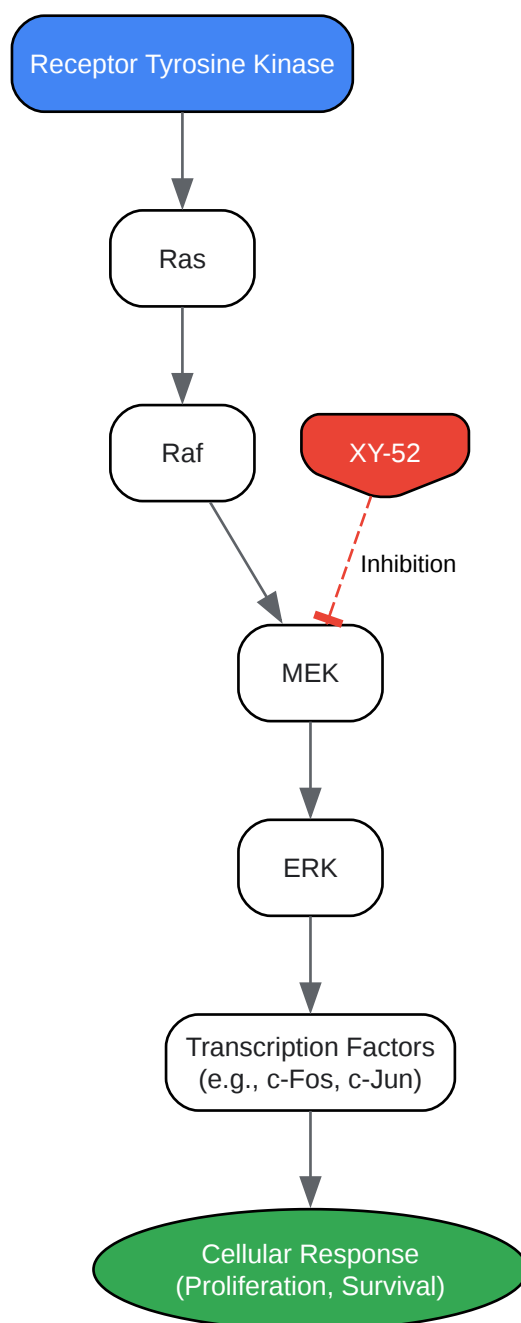 Receptor Tyrosine Kinase
Ras
Raf
XY-52
Inhibition
MEK
ERK
Transcription Factors
(e.g., c-Fos, c-Jun)
Cellular Response
(Proliferation, Survival)